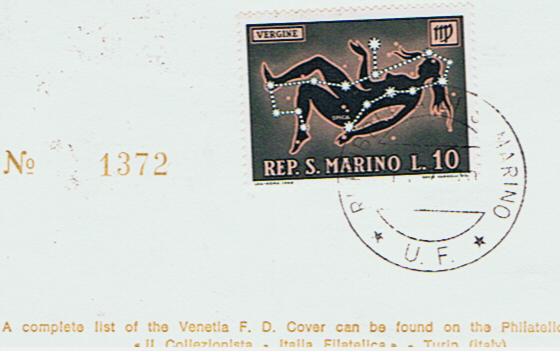 VERGINE
SPICA
REP. S. MARINO L. 10
MARINO
U. F.
No 1372
A complete list of the Venetia F. D. Cover can be found on the Philatelic
« Il Collezionista - Italia Filatelica » - Turin (Italy)